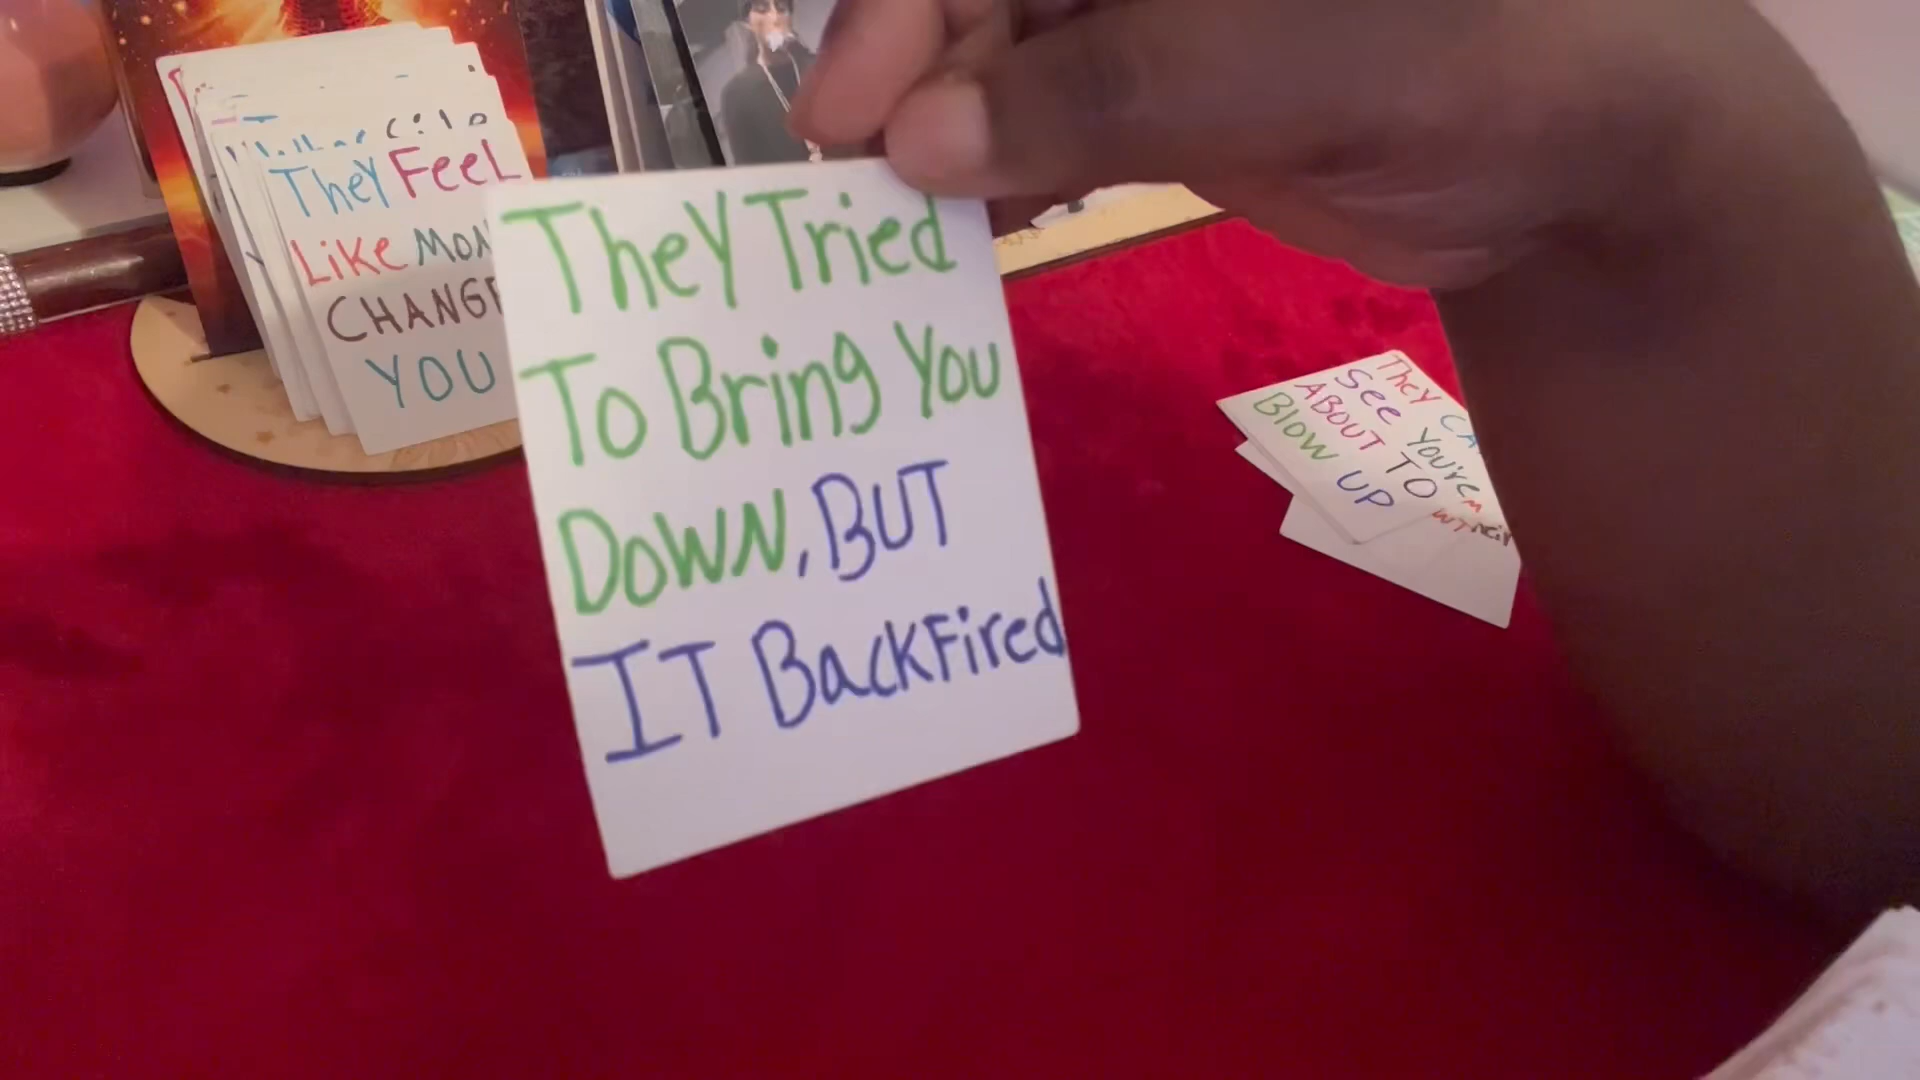 They Feel
Like
CHANGE
YOU
They Tried
To Bring You
Down, BUT
IT BackFired
They
See You're
ABOUT TO
Blow UP